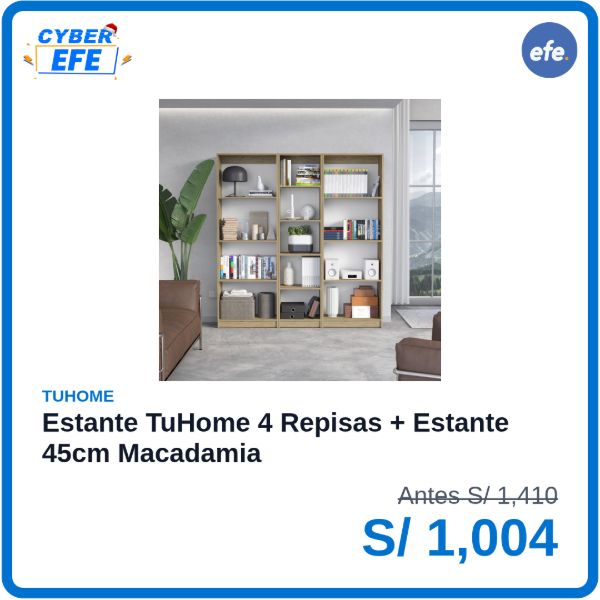 CYBER
EFE
efe.
TUHOME
Estante TuHome 4 Repisas + Estante
45cm Macadamia
Antes S/ 1,410
S/ 1,004